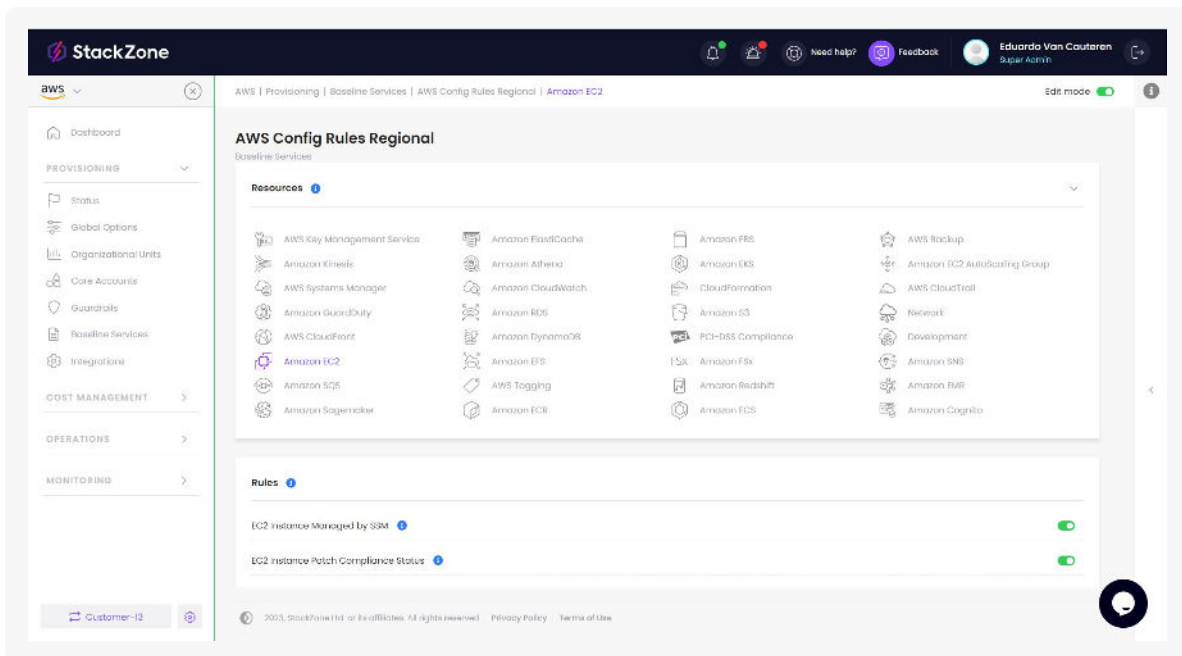 StackZone
Need help?
Feedback
Eduardo Van Cauteren
Super Admin
aws
AWS | Provisioning | Baseline Services | AWS Config Rules Regional | Amazon EC2
Edit mode
Dashboard
PROVISIONING
Status
Global Options
Organizational Units
Core Accounts
Guardrails
Baseline Services
Integrations
COST MANAGEMENT
OPERATIONS
MONITORING
Customer-13
AWS Config Rules Regional
Baseline Services
Resources
AWS Key Management Service
Amazon ElastiCache
Amazon EBS
AWS Backup
Amazon Kinesis
Amazon Athena
Amazon EKS
Amazon EC2 AutoScaling Group
AWS Systems Manager
Amazon CloudWatch
CloudFormation
AWS CloudTrail
Amazon GuardDuty
Amazon RDS
Amazon S3
Network
AWS CloudFront
Amazon DynamoDB
PCI
PCI-DSS Compliance
Development
Amazon EC2
Amazon EFS
FSx
Amazon FSx
Amazon SNS
Amazon SQS
AWS Tagging
Amazon Redshift
Amazon EMR
Amazon Sagemaker
Amazon ECR
Amazon ECS
Amazon Cognito
Rules
EC2 Instance Managed by SSM
EC2 Instance Patch Compliance Status
2023, StackZone Ltd. or its affiliates. All rights reserved
Privacy Policy
Terms of Use